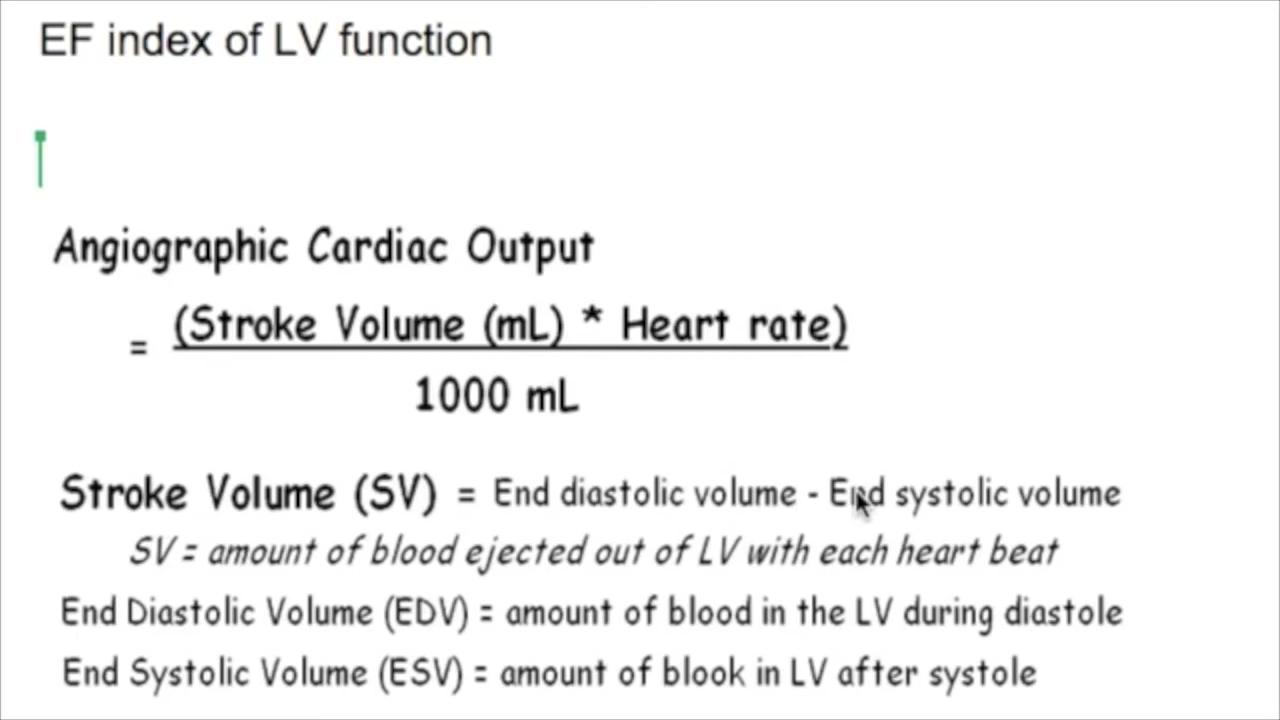 EF index of LV function
Angiographic Cardiac Output
= (Stroke Volume (mL) * Heart rate)
1000 mL
Stroke Volume (SV) = End diastolic volume - End systolic volume
SV = amount of blood ejected out of LV with each heart beat
End Diastolic Volume (EDV) = amount of blood in the LV during diastole
End Systolic Volume (ESV) = amount of blook in LV after systole